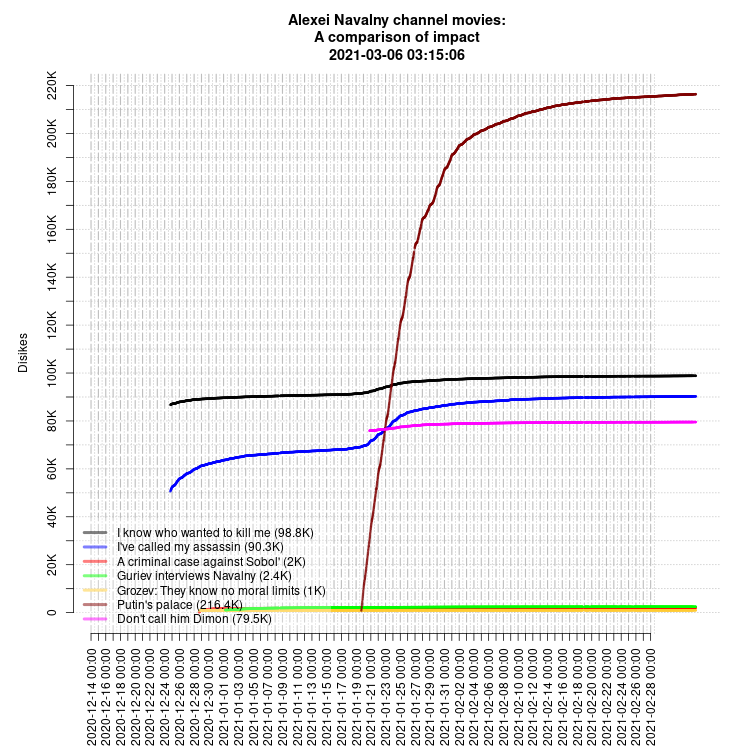 Alexei Navalny channel movies:
A comparison of impact
2021-03-06 03:15:06
Disikes
220K
200K
180K
160K
140K
120K
100K
80K
60K
40K
20K
0
I know who wanted to kill me (98.8K)
I've called my assassin (90.3K)
A criminal case against Sobol' (2K)
Guriev interviews Navalny (2.4K)
Grozev: They know no moral limits (1K)
Putin's palace (216.4K)
Don't call him Dimon (79.5K)
2020-12-14 00:00
2020-12-16 00:00
2020-12-18 00:00
2020-12-20 00:00
2020-12-22 00:00
2020-12-24 00:00
2020-12-26 00:00
2020-12-28 00:00
2020-12-30 00:00
2021-01-01 00:00
2021-01-03 00:00
2021-01-05 00:00
2021-01-07 00:00
2021-01-09 00:00
2021-01-11 00:00
2021-01-13 00:00
2021-01-15 00:00
2021-01-17 00:00
2021-01-19 00:00
2021-01-21 00:00
2021-01-23 00:00
2021-01-25 00:00
2021-01-27 00:00
2021-01-29 00:00
2021-01-31 00:00
2021-02-02 00:00
2021-02-04 00:00
2021-02-06 00:00
2021-02-08 00:00
2021-02-10 00:00
2021-02-12 00:00
2021-02-14 00:00
2021-02-16 00:00
2021-02-18 00:00
2021-02-20 00:00
2021-02-22 00:00
2021-02-24 00:00
2021-02-26 00:00
2021-02-28 00:00